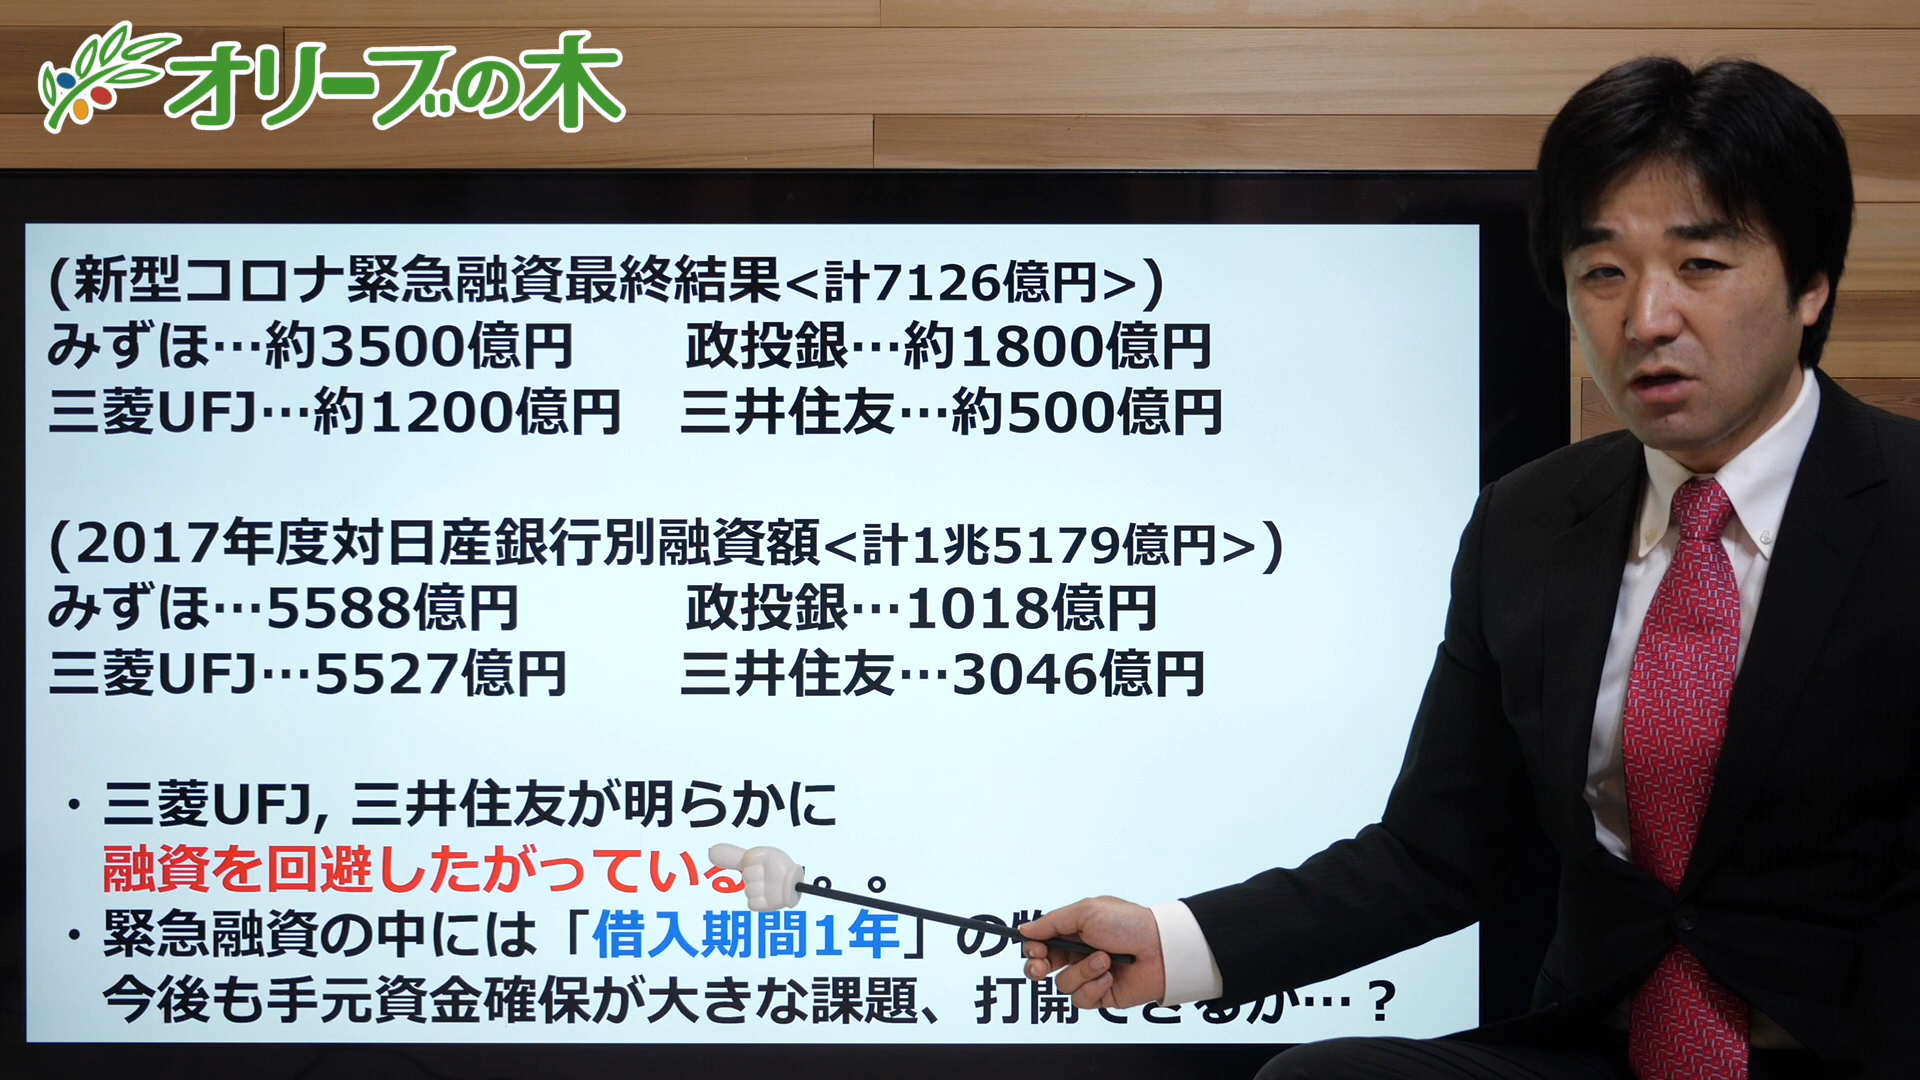 オリーブの木
(新型コロナ緊急融資最終結果<計7126億円>)
みずほ…約3500億円 政投銀…約1800億円
三菱UFJ…約1200億円 三井住友…約500億円
(2017年度対日産銀行別融資額<計1兆5179億円>)
みずほ…5588億円 政投銀…1018億円
三菱UFJ…5527億円 三井住友…3046億円
・三菱UFJ, 三井住友が明らかに
融資を回避したがっている。。
・緊急融資の中には「借入期間1年」の
今後も手元資金確保が大きな課題、打開できるか…？